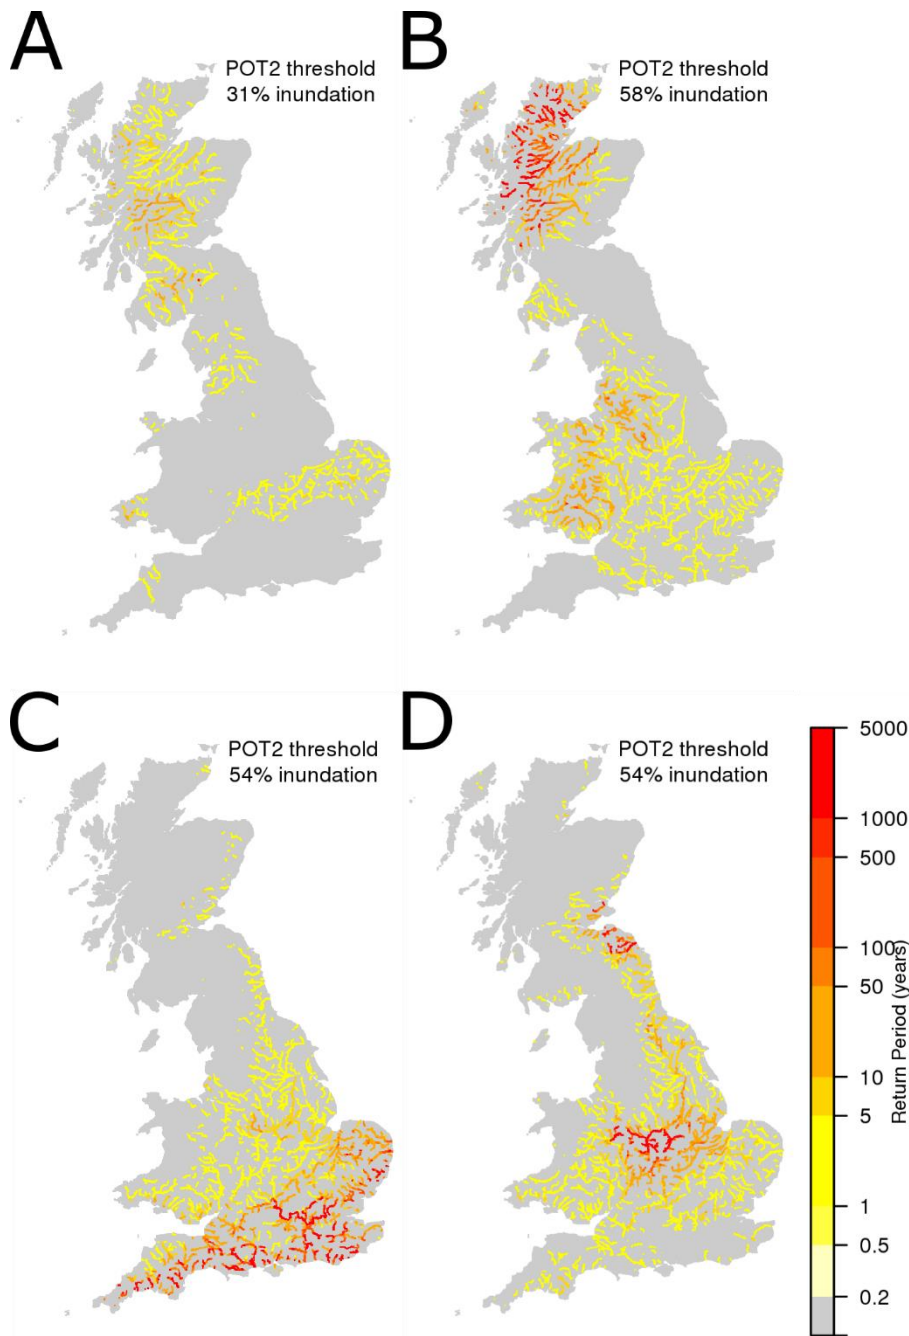 A
POT2 threshold
31% inundation
B
POT2 threshold
58% inundation
C
POT2 threshold
54% inundation
D
POT2 threshold
54% inundation
5000
1000
500
100
50
10
5
1
0.5
0.2
Return Period (years)